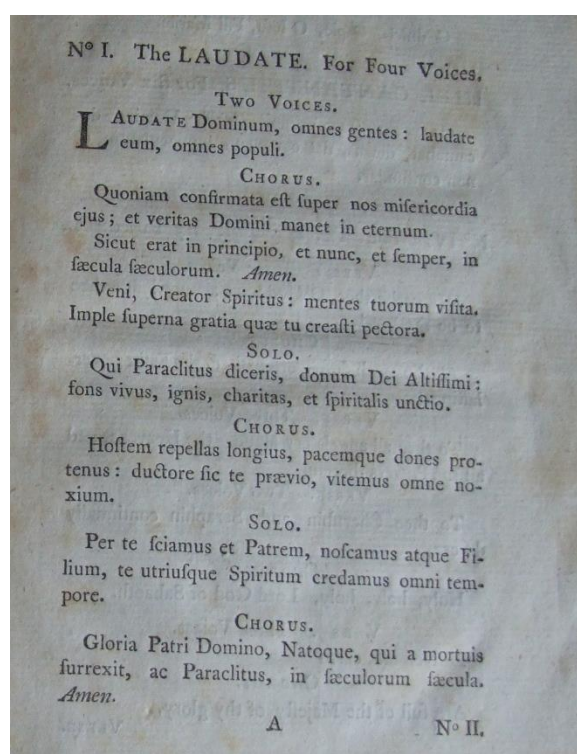 Nº I. The LAUDATE. For Four Voices.
Two Voices.
LAUDATE Dominum, omnes gentes : laudate
eum, omnes populi.
Chorus.
Quoniam confirmata eſt ſuper nos miſericordia
ejus ; et veritas Domini manet in eternum.
Sicut erat in principio, et nunc, et ſemper, in
ſæcula ſæculorum. Amen.
Veni, Creator Spiritus : mentes tuorum viſita.
Imple ſuperna gratia quæ tu creaſti pectora.
Solo.
Qui Paraclitus diceris, donum Dei Altiſſimi :
fons vivus, ignis, charitas, et ſpiritalis unctio.
Chorus.
Hoſtem repellas longius, pacemque dones pro-
tenus : ductore ſic te prævio, vitemus omne no-
xium.
Solo.
Per te ſciamus et Patrem, noſcamus atque Fi-
lium, te utriuſque Spiritum credamus omni tem-
pore.
Chorus.
Gloria Patri Domino, Natoque, qui a mortuis
ſurrexit, ac Paraclitus, in ſæculorum ſæcula.
Amen.
A Nº II.